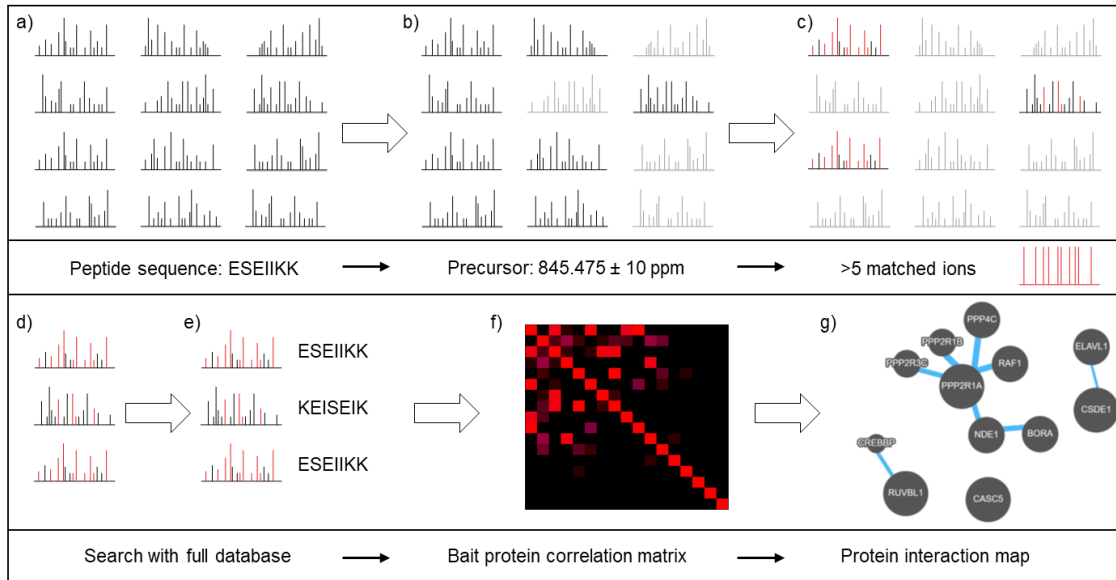 a)
b)
c)
Peptide sequence: ESEIIKK
Precursor: 845.475 ± 10 ppm
>5 matched ions
d)
e)
f)
g)
ESEIIKK
KEISEIK
ESEIIKK
PPP4C
PPP2R1B
PPP2R3C
RAF1
PPP2R1A
ELAVL1
CSDE1
NDE1
BORA
CREBBP
RUVBL1
CASC5
Search with full database
Bait protein correlation matrix
Protein interaction map